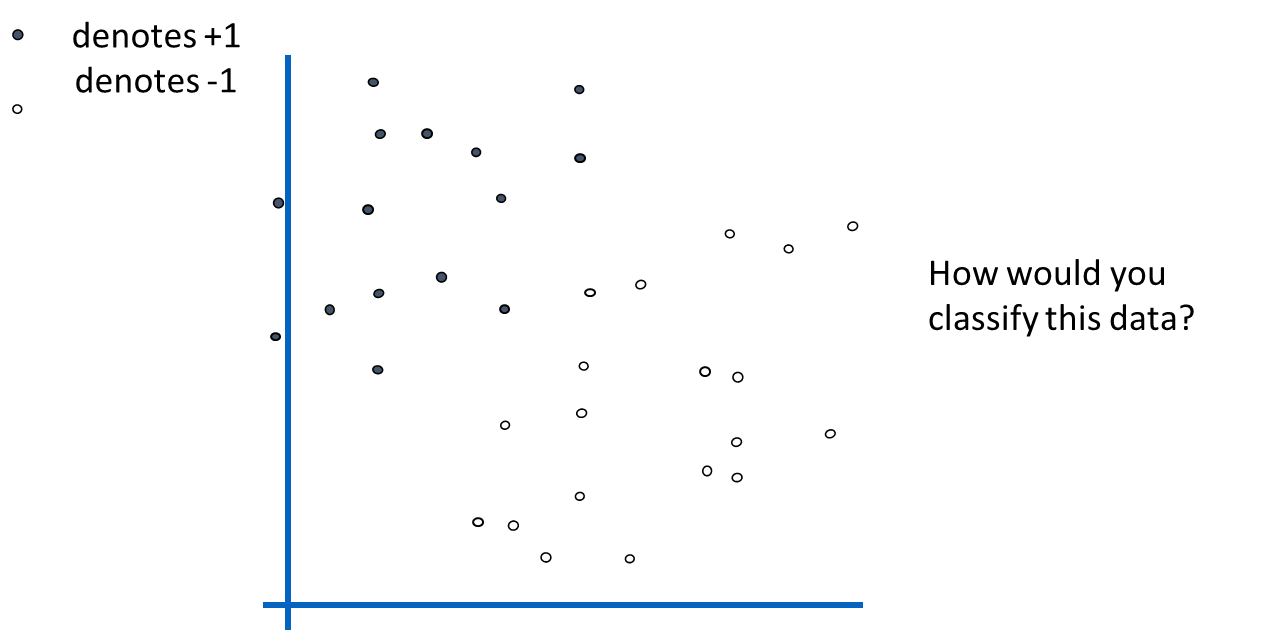 denotes +1
denotes -1
How would you
classify this data?